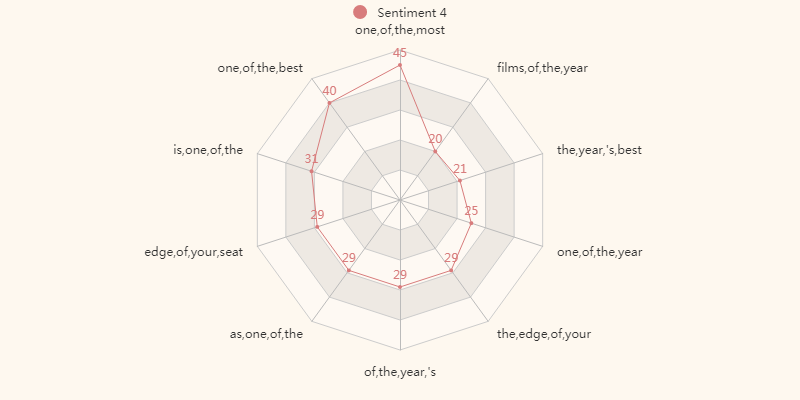 Sentiment 4
one,of,the,most
45
one,of,the,best
films,of,the,year
40
20
is,one,of,the
the,year,'s,best
31
21
29
25
edge,of,your,seat
one,of,the,year
29
29
29
as,one,of,the
the,edge,of,your
of,the,year,'s